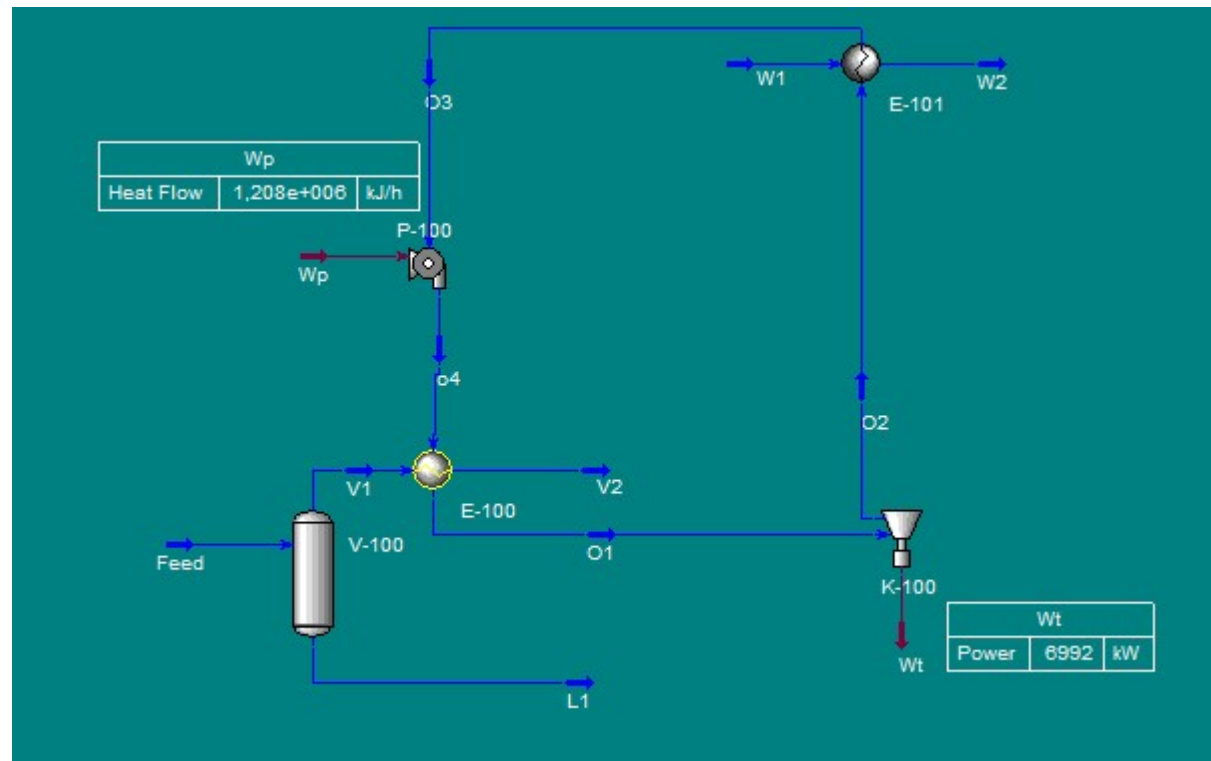 W1
W2
E-101
O3
Wp
Heat Flow 1,208e+006 kJ/h
P-100
Wp
o4
O2
V1
V2
E-100
O1
V-100
Feed
K-100
Wt
Power 6992 kW
Wt
L1